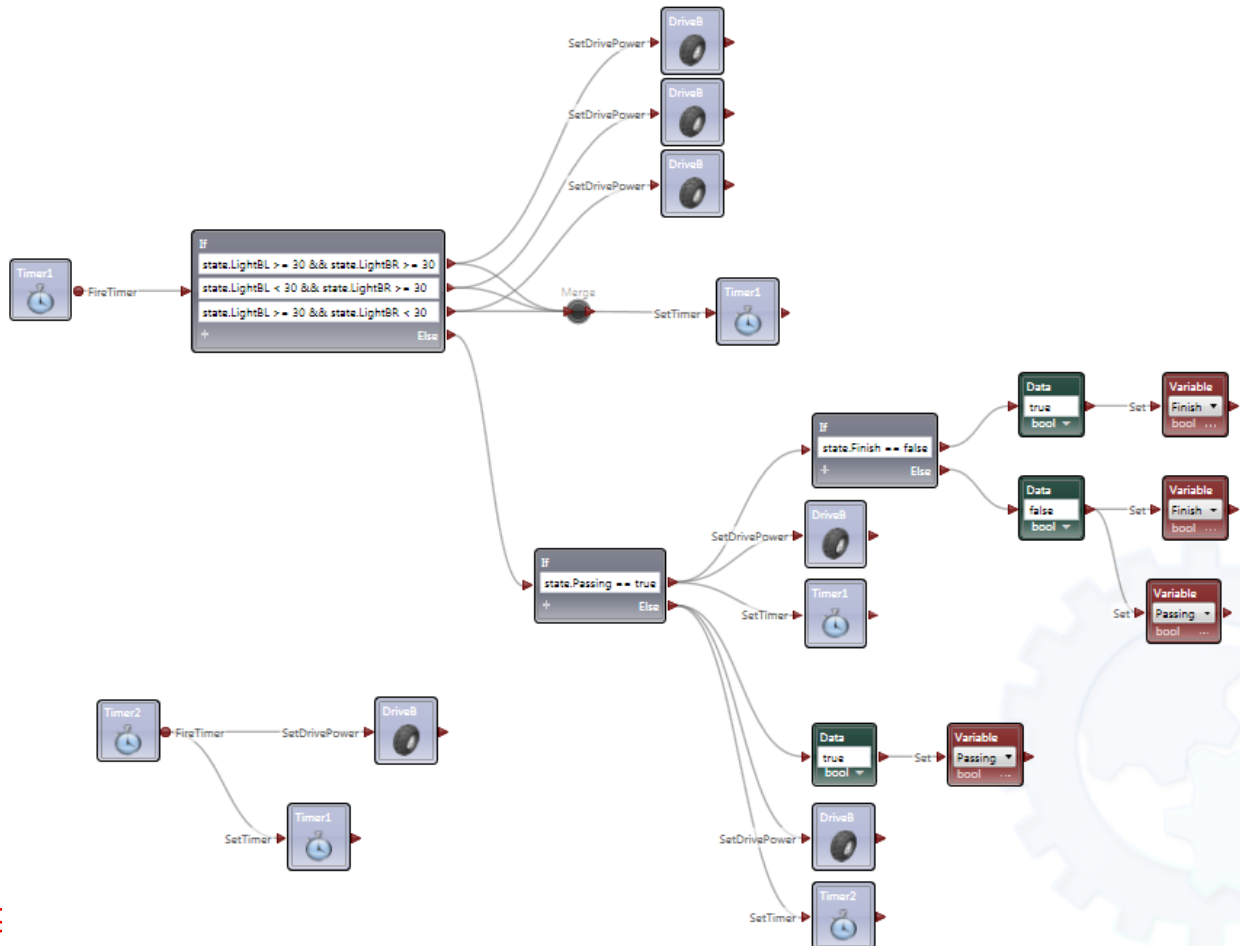 DriveB
SetDrivePower
DriveB
SetDrivePower
DriveB
SetDrivePower
Timer1
FireTimer
If
state.LightBL >= 30 && state.LightBR >= 30
state.LightBL < 30 && state.LightBR >= 30
state.LightBL >= 30 && state.LightBR < 30
+ Else
Merge
SetTimer
Timer1
If
state.Finish == false
+ Else
Data
true
bool
Set
Variable
Finish
bool ...
Data
false
bool
Set
Variable
Finish
bool ...
Set
Variable
Passing
bool ...
If
state.Passing == true
+ Else
SetDrivePower
DriveB
SetTimer
Timer1
Data
true
bool
Set
Variable
Passing
bool ...
SetDrivePower
DriveB
SetTimer
Timer2
Timer2
FireTimer
SetDrivePower
DriveB
SetTimer
Timer1